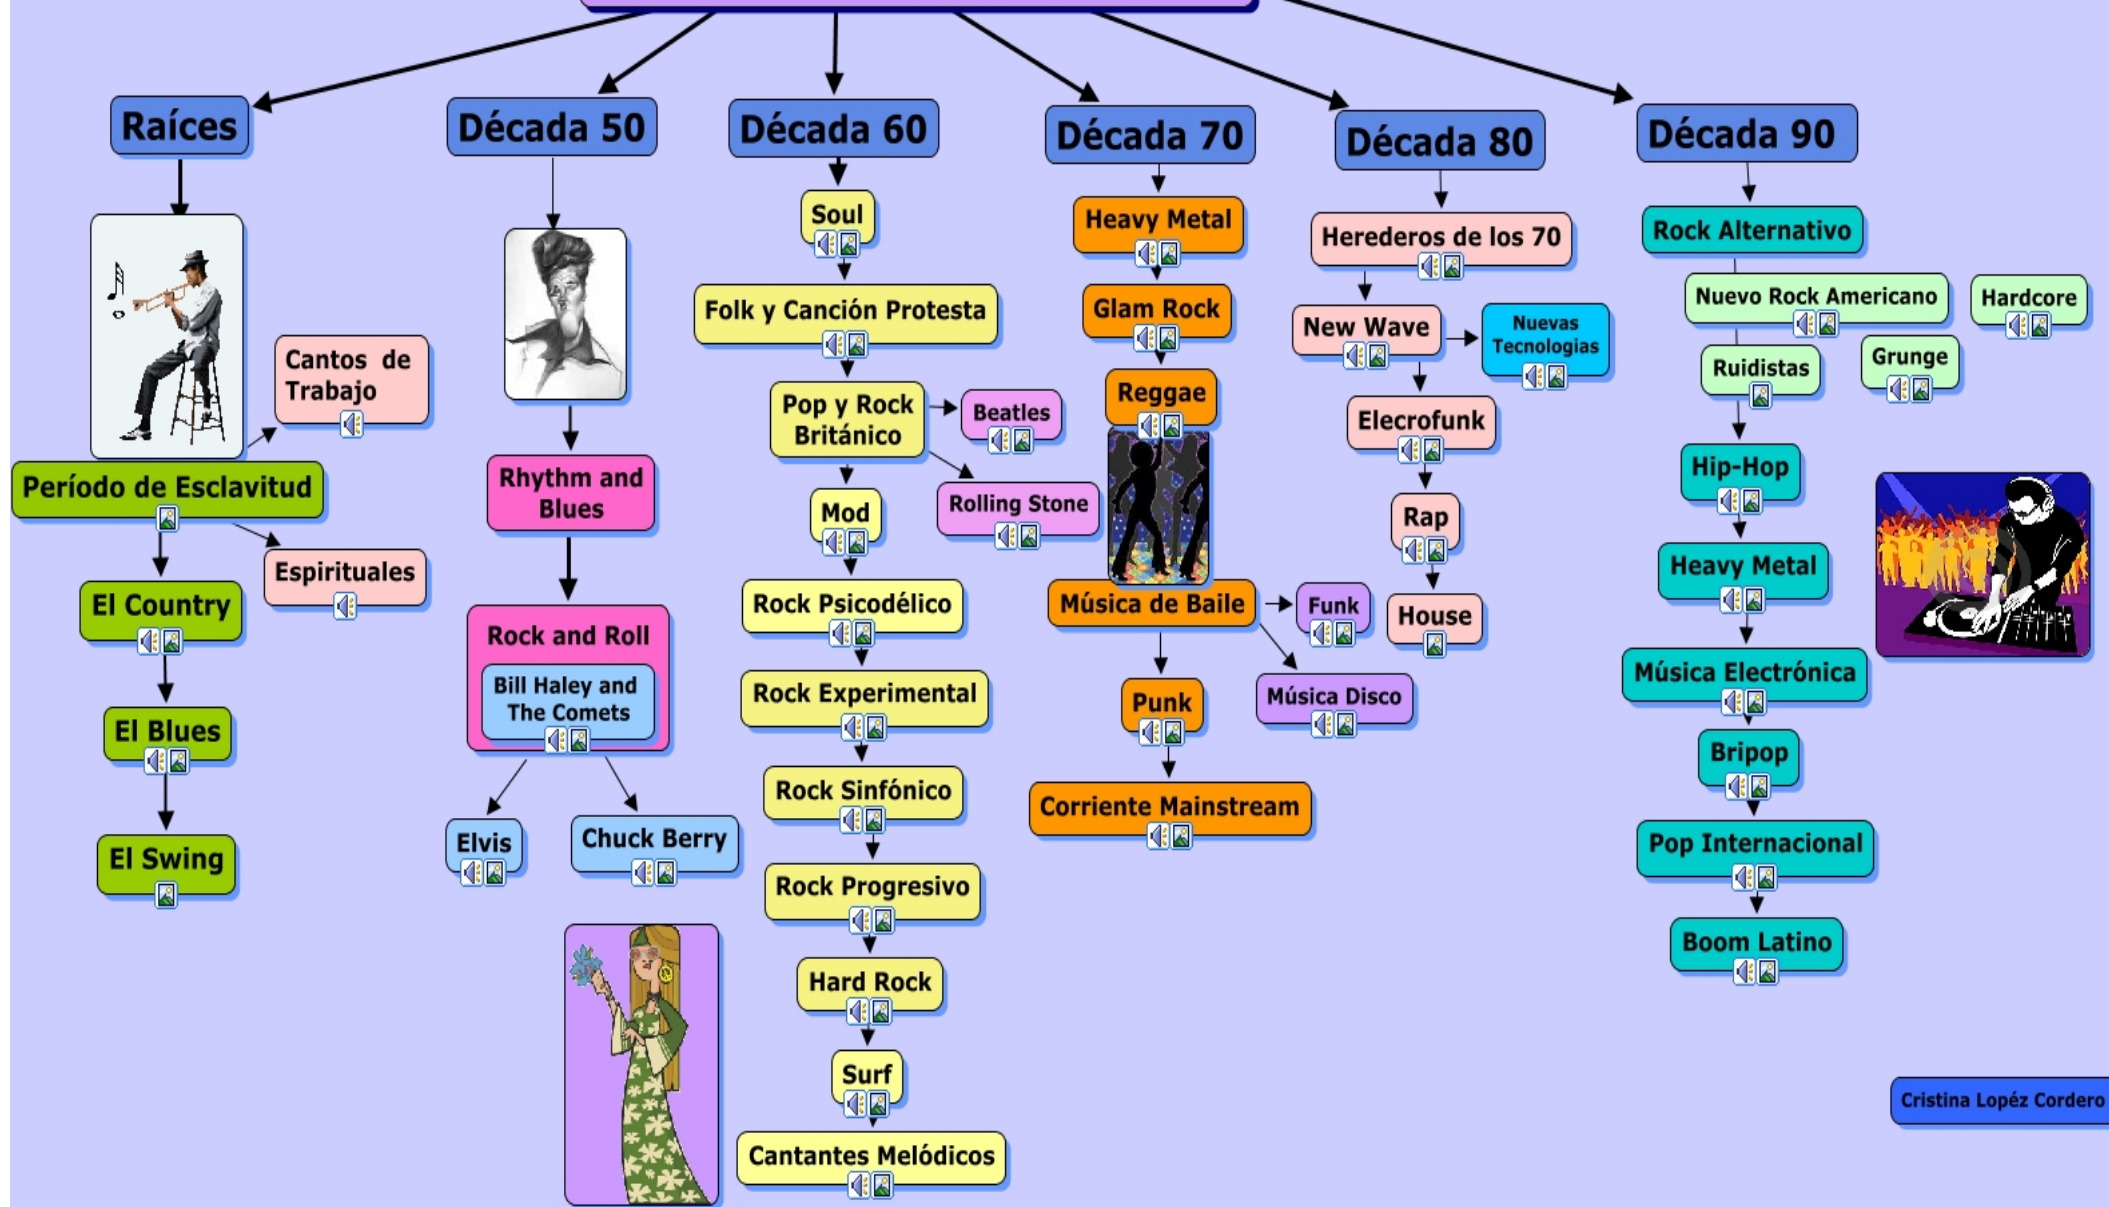 Raíces
Década 50
Década 60
Década 70
Década 80
Década 90
Cantos de
Trabajo
Período de Esclavitud
Espirituales
El Country
El Blues
El Swing
Rhythm and
Blues
Rock and Roll
Bill Haley and
The Comets
Elvis
Chuck Berry
Soul
Folk y Canción Protesta
Pop y Rock
Británico
Beatles
Rolling Stone
Mod
Rock Psicodélico
Rock Experimental
Rock Sinfónico
Rock Progresivo
Hard Rock
Surf
Cantantes Melódicos
Heavy Metal
Glam Rock
Reggae
Música de Baile
Funk
Música Disco
Punk
Corriente Mainstream
Herederos de los 70
New Wave
Nuevas
Tecnologias
Elecrofunk
Rap
House
Rock Alternativo
Nuevo Rock Americano
Hardcore
Ruidistas
Grunge
Hip-Hop
Heavy Metal
Música Electrónica
Bripop
Pop Internacional
Boom Latino
Cristina Lopéz Cordero